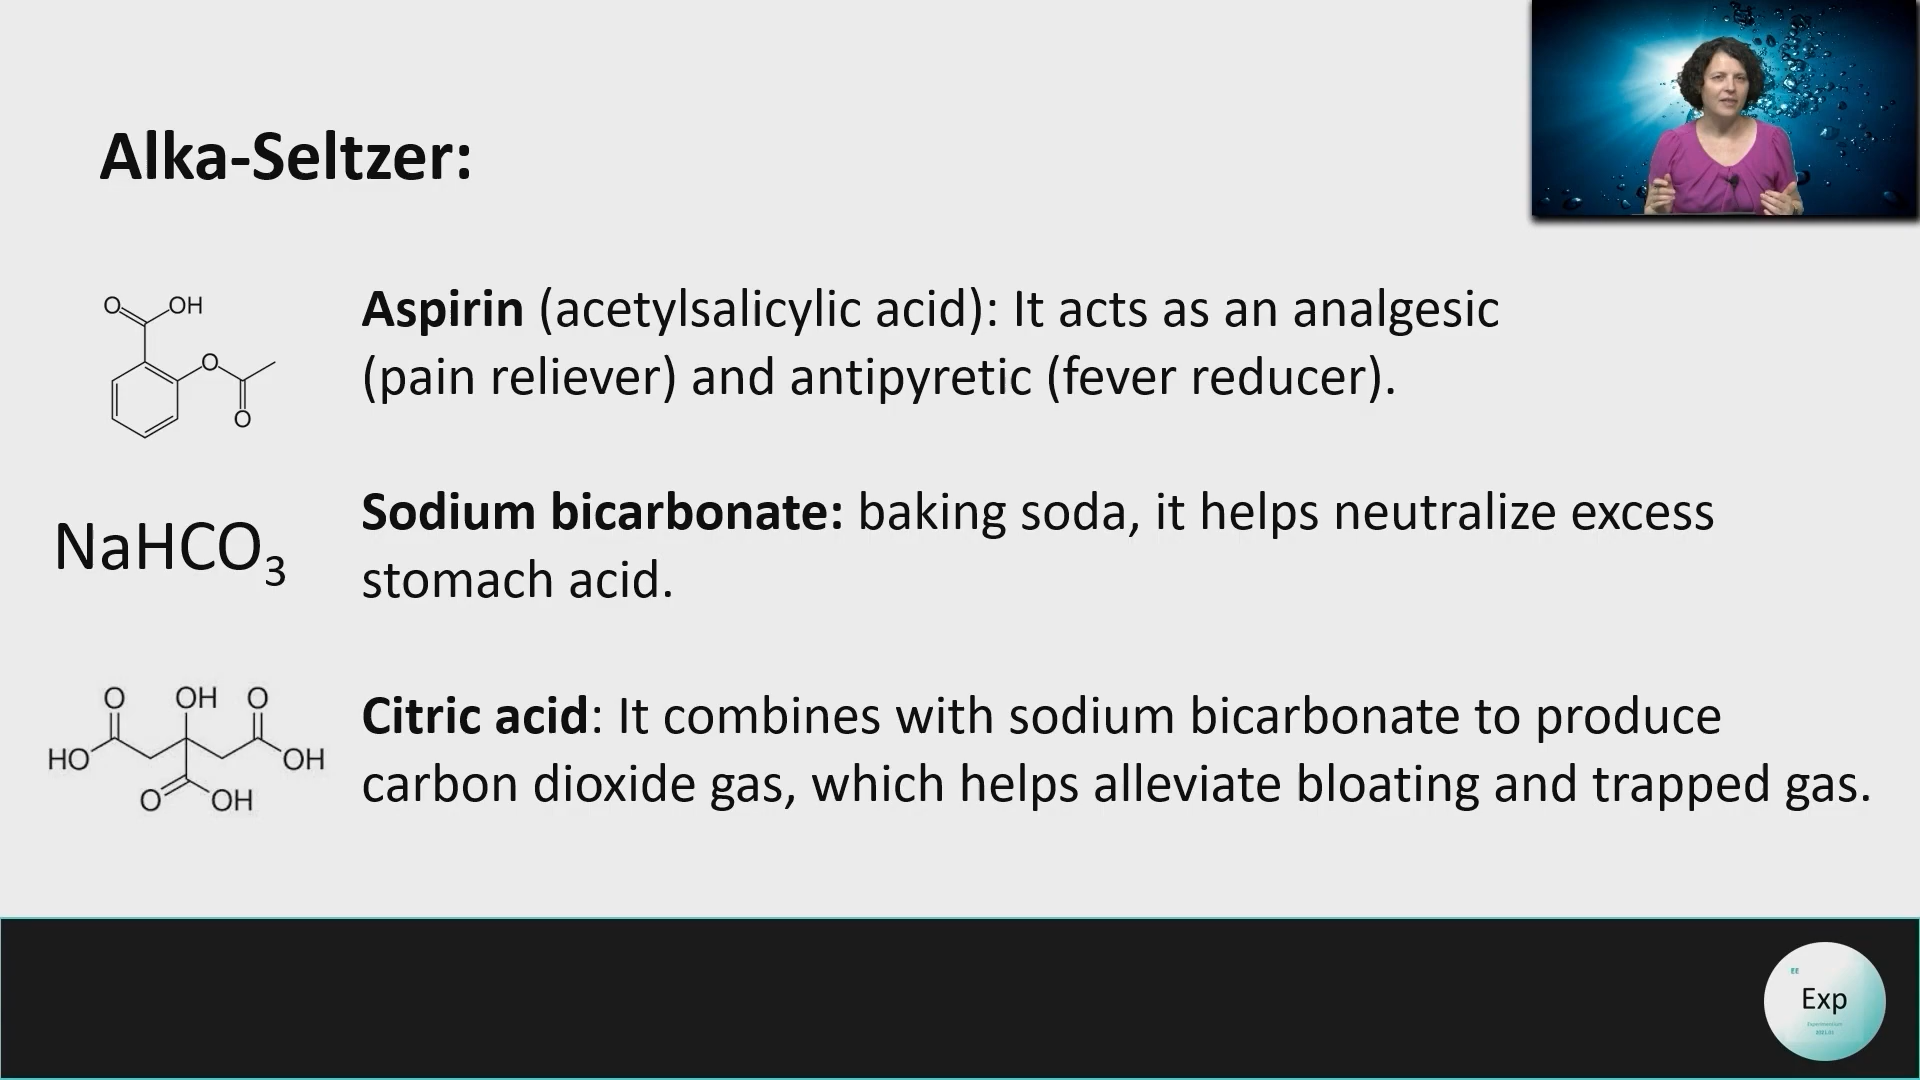 Alka-Seltzer:
O OH
O
O
Aspirin (acetylsalicylic acid): It acts as an analgesic
(pain reliever) and antipyretic (fever reducer).
NaHCO₃
Sodium bicarbonate: baking soda, it helps neutralize excess
stomach acid.
O OH O
HO OH
O OH
Citric acid: It combines with sodium bicarbonate to produce
carbon dioxide gas, which helps alleviate bloating and trapped gas.
EE
Exp